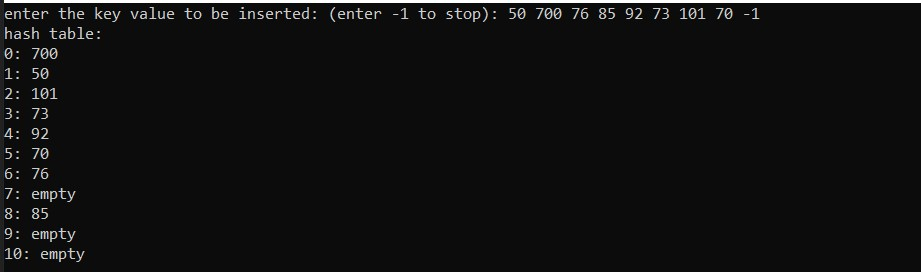 enter the key value to be inserted: (enter -1 to stop): 50 700 76 85 92 73 101 70 -1
hash table:
0: 700
1: 50
2: 101
3: 73
4: 92
5: 70
6: 76
7: empty
8: 85
9: empty
10: empty